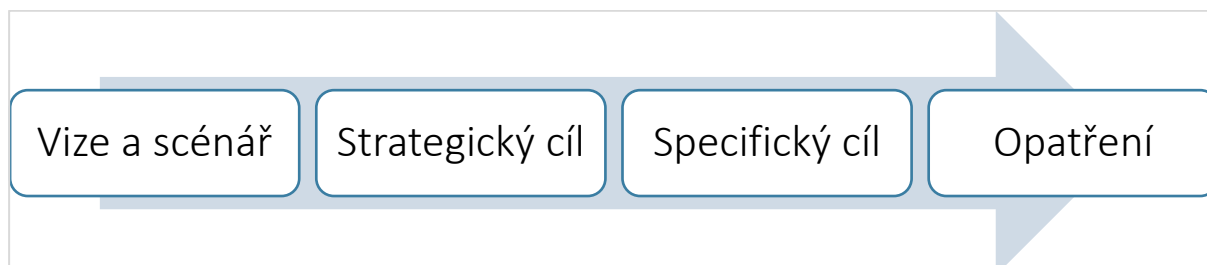 Vize a scénář
Strategický cíl
Specifický cíl
Opatření